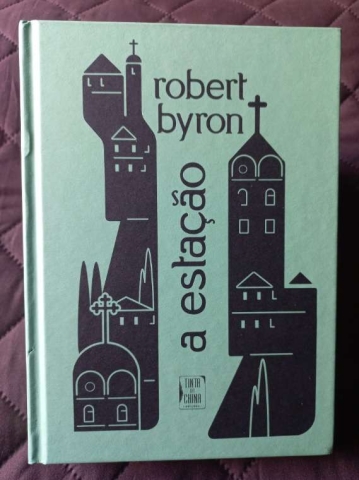 robert
byron
a estação
TINTA
DA
CHINA